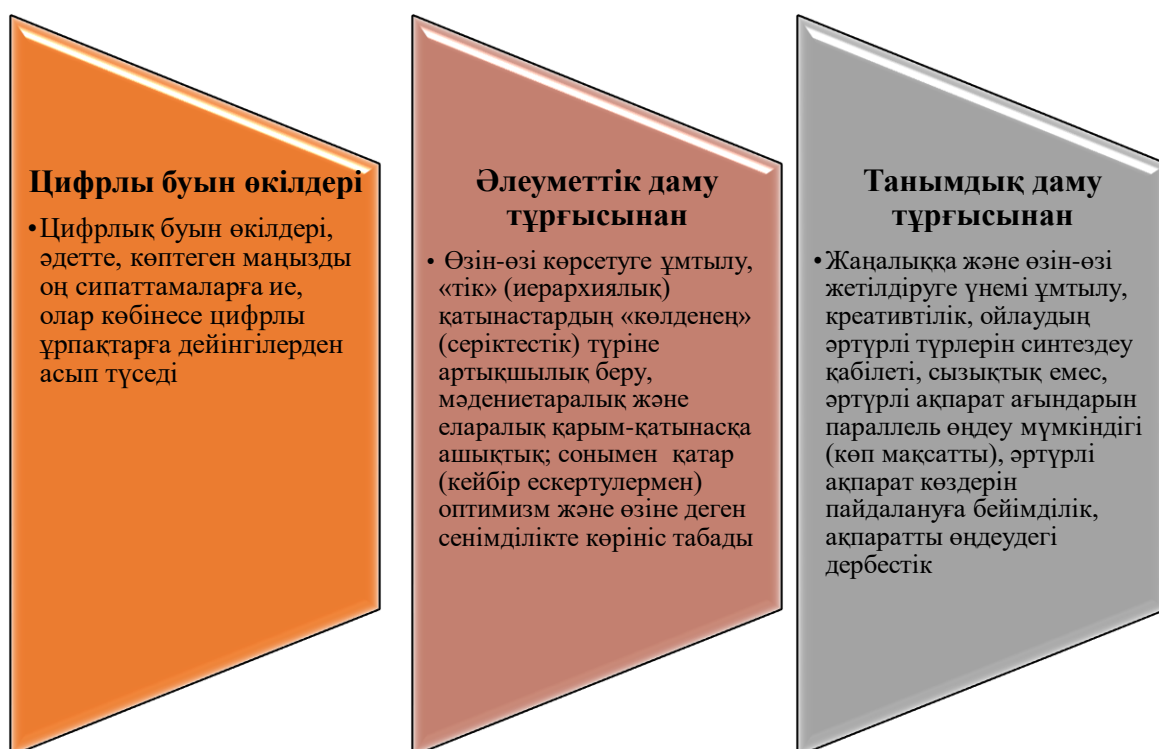 Цифрлы буын өкілдері
•Цифрлық буын өкілдері,
әдетте, көптеген маңызды
оң сипаттамаларға ие,
олар көбінесе цифрлы
ұрпақтарға дейінгілерден
асып түседі
Әлеуметтік даму
тұрғысынан
• Өзін-өзі көрсетуге ұмтылу,
«тік» (иерархиялық)
қатынастардың «көлденең»
(серіктестік) түріне
артықшылық беру,
мәдениетаралық және
еларалық қарым-қатынасқа
ашықтық; сонымен қатар
(кейбір ескертулермен)
оптимизм және өзіне деген
сенімділікте көрініс табады
Танымдық даму
тұрғысынан
•Жаңалыққа және өзін-өзі
жетілдіруге үнемі ұмтылу,
креативтілік, ойлаудың
әртүрлі түрлерін синтездеу
қабілеті, сызықтық емес,
әртүрлі ақпарат ағындарын
параллель өңдеу мүмкіндігі
(көп мақсатты), әртүрлі
ақпарат көздерін
пайдалануға бейімділік,
ақпаратты өңдеудегі
дербестік